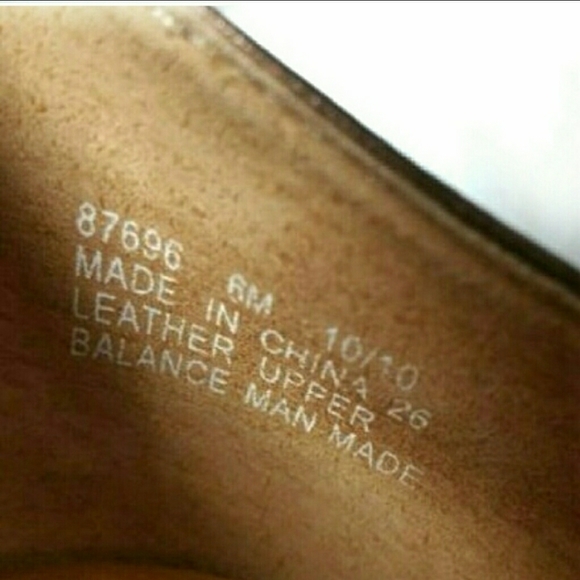 87696 6M 10/10
MADE IN CHINA 26
LEATHER UPPER
BALANCE MAN MADE